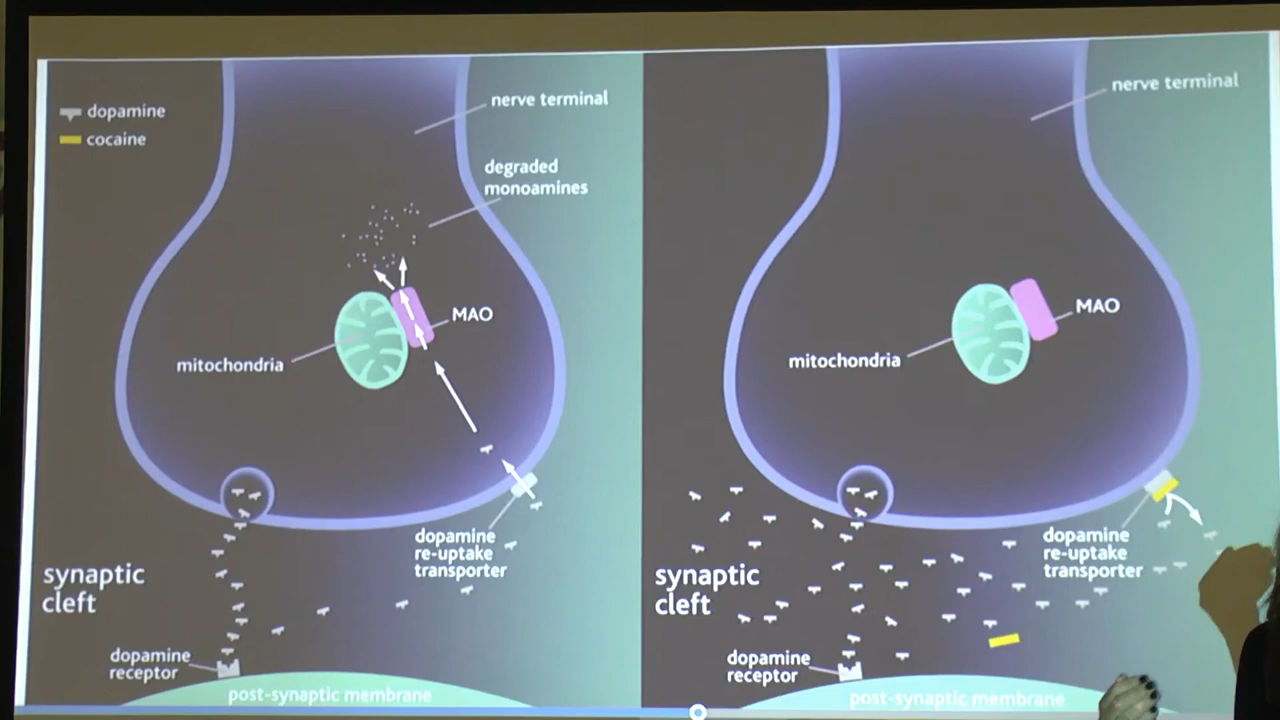 dopamine
cocaine
nerve terminal
degraded
monoamines
MAO
mitochondria
dopamine
re-uptake
transporter
synaptic
cleft
dopamine
receptor
post-synaptic membrane
nerve terminal
MAO
mitochondria
dopamine
re-uptake
transporter
synaptic
cleft
dopamine
receptor
post-synaptic membrane